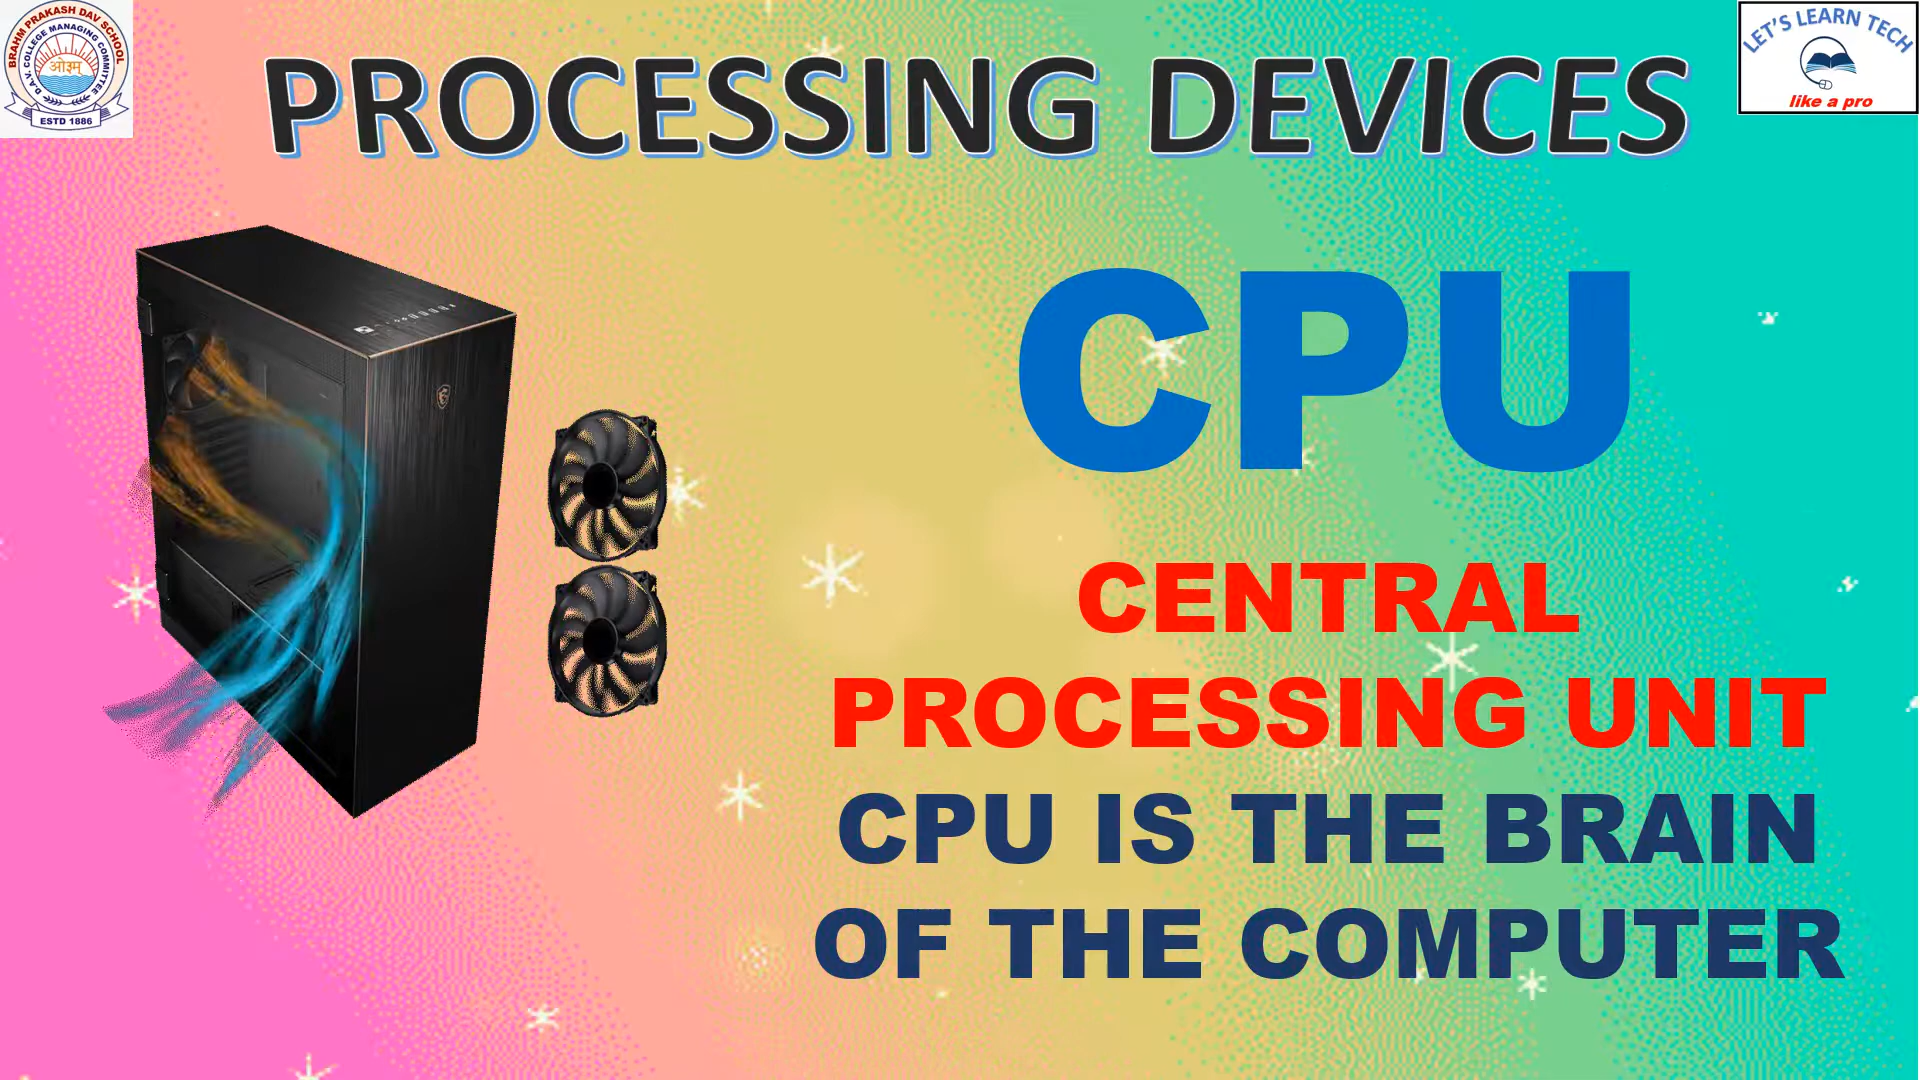 BRAHM PRAKASH DAV SCHOOL
D.A.V. COLLEGE MANAGING COMMITTEE
ओ३म्
ESTD 1886
LET'S LEARN TECH
like a pro
PROCESSING DEVICES
CPU
CENTRAL
PROCESSING UNIT
CPU IS THE BRAIN
OF THE COMPUTER